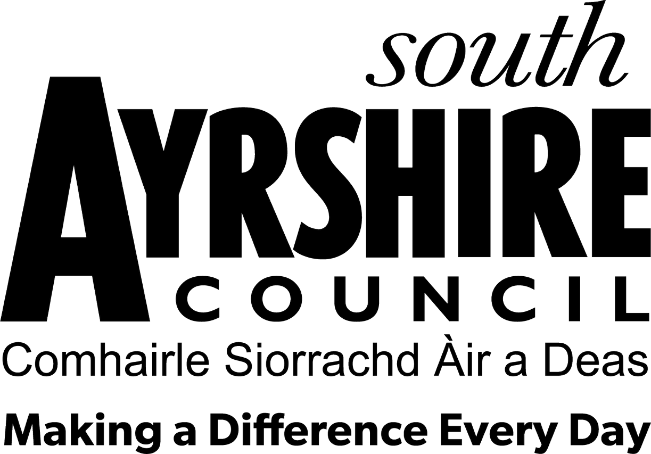 south
AYRSHIRE
COUNCIL
Comhairle Siorrachd Àir a Deas
Making a Difference Every Day